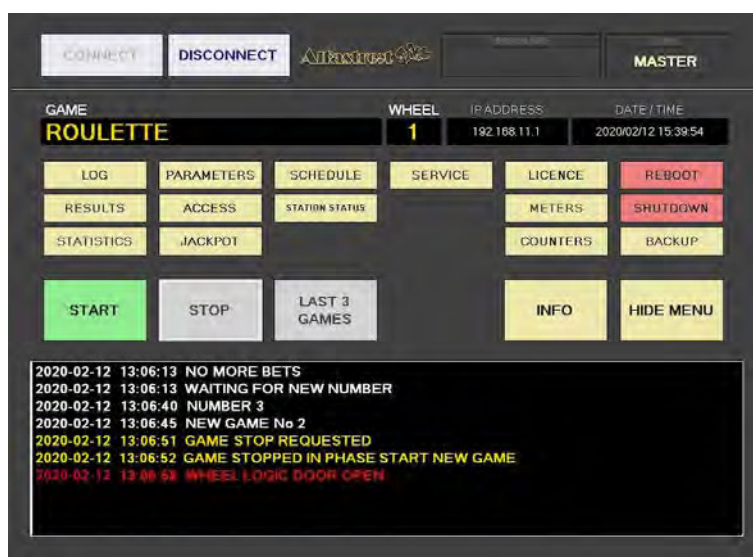 CONNECT
DISCONNECT
Alfastreet
MASTER
GAME
WHEEL
IP ADDRESS
DATE / TIME
ROULETTE
1
192.168.11.1
2020/02/12 15:39:54
LOG
PARAMETERS
SCHEDULE
SERVICE
LICENCE
REBOOT
RESULTS
ACCESS
STATION STATUS
METERS
SHUTDOWN
STATISTICS
JACKPOT
COUNTERS
BACKUP
START
STOP
LAST 3
GAMES
INFO
HIDE MENU
2020-02-12 13:06:13 NO MORE BETS
2020-02-12 13:06:13 WAITING FOR NEW NUMBER
2020-02-12 13:06:40 NUMBER 3
2020-02-12 13:06:45 NEW GAME No 2
2020-02-12 13:06:51 GAME STOP REQUESTED
2020-02-12 13:06:52 GAME STOPPED IN PHASE START NEW GAME
2020-02-12 WHEEL LOGIC DOOR OPEN